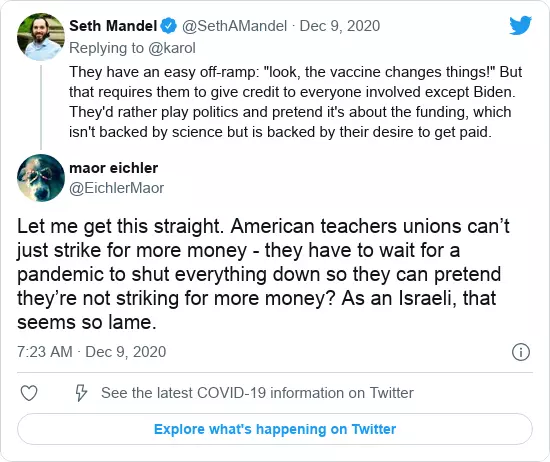 Seth Mandel @SethAMandel · Dec 9, 2020
Replying to @karol
They have an easy off-ramp: "look, the vaccine changes things!" But
that requires them to give credit to everyone involved except Biden.
They'd rather play politics and pretend it's about the funding, which
isn't backed by science but is backed by their desire to get paid.
maor eichler
@EichlerMaor
Let me get this straight. American teachers unions can’t
just strike for more money - they have to wait for a
pandemic to shut everything down so they can pretend
they’re not striking for more money? As an Israeli, that
seems so lame.
7:23 AM · Dec 9, 2020
See the latest COVID-19 information on Twitter
Explore what's happening on Twitter